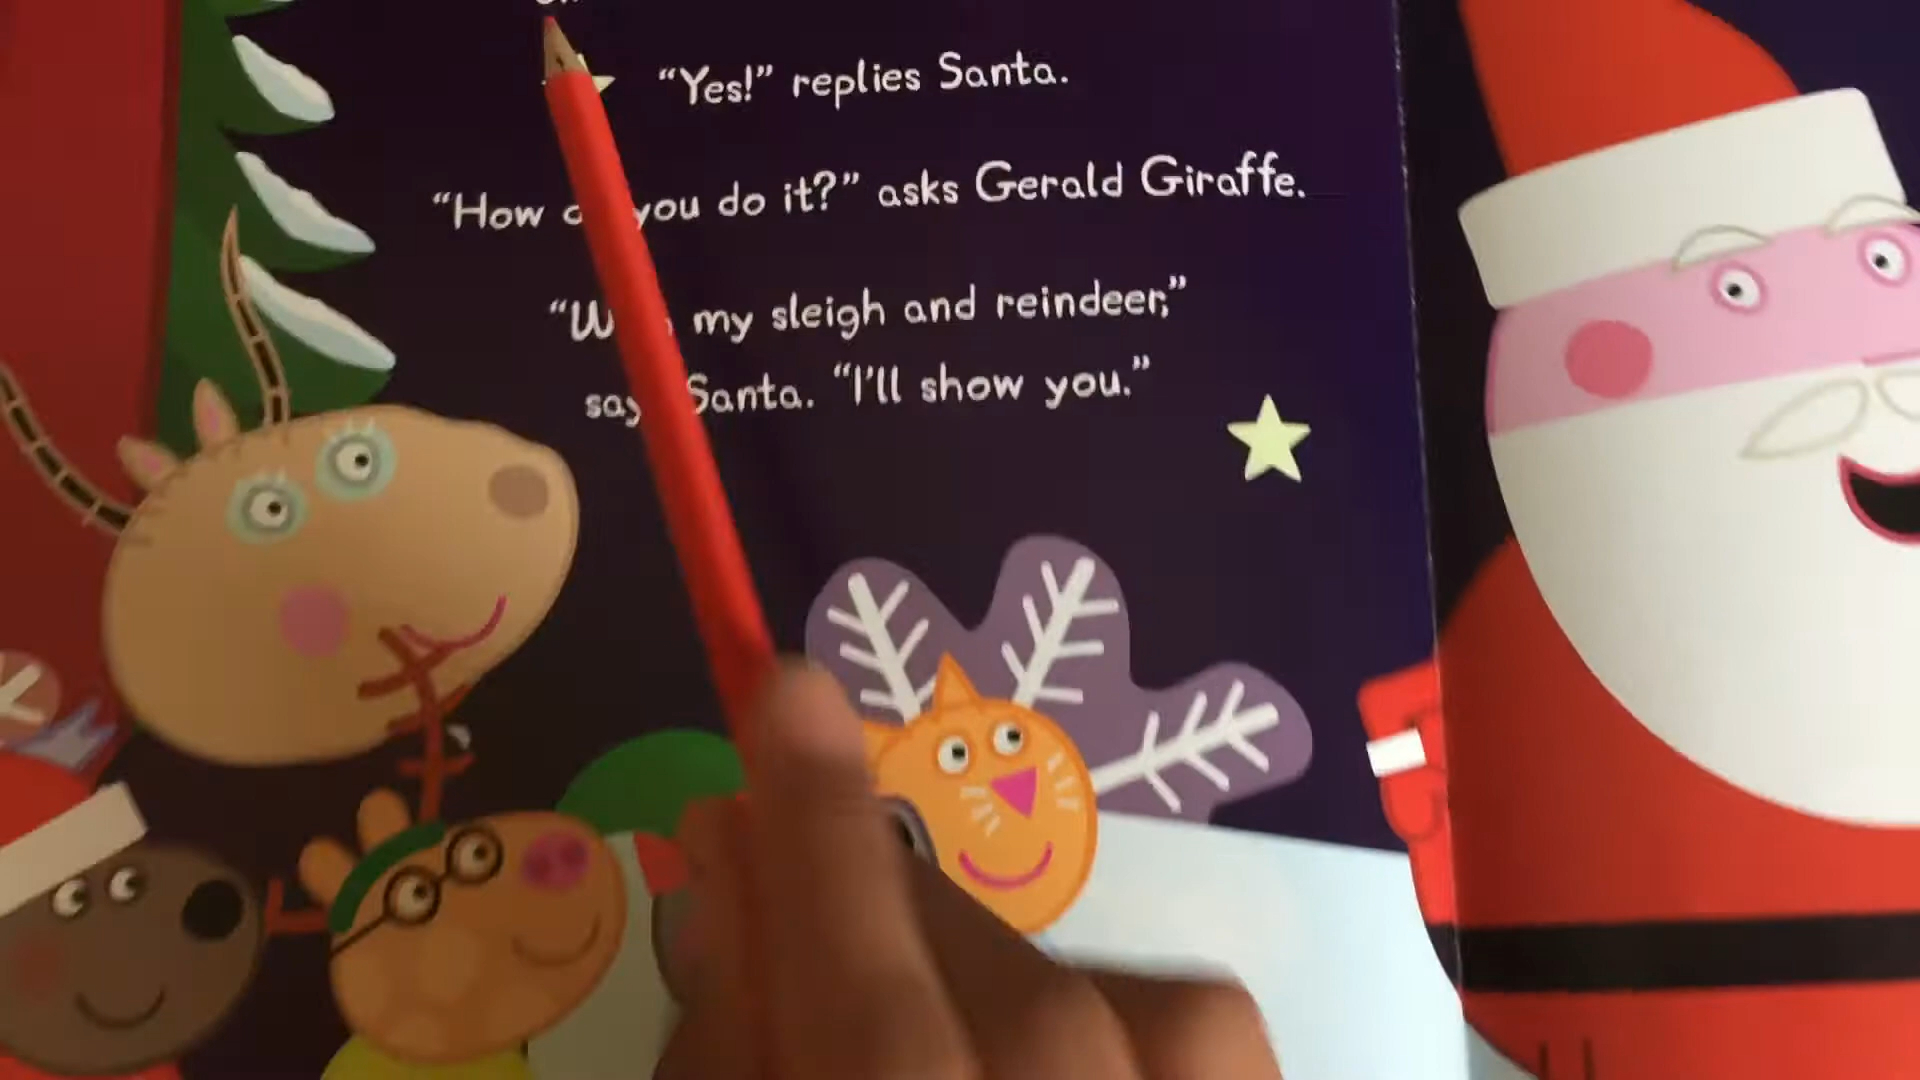 “Yes!” replies Santa.
“How you do it?” asks Gerald Giraffe.
my sleigh and reindeer,”
Santa. “I’ll show you.”